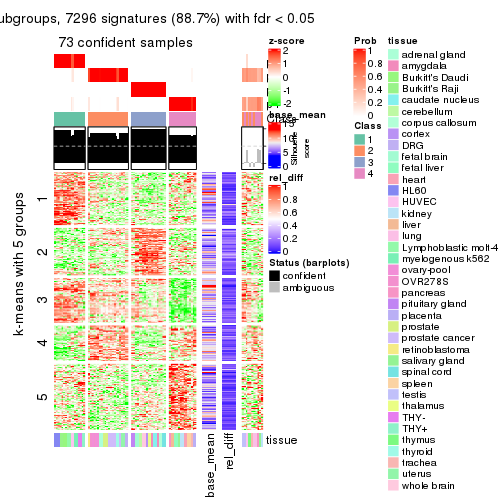 ubgroups, 7296 signatures (88.7%) with fdr < 0.05
73 confident samples
k-means with 5 groups
1
2
3
4
5
tissue
base_mean
rel_diff
Class
z-score
2
1
0
-1
-2
base_mean
15
10
5
0
Silhouette
score
rel_diff
1
0.8
0.6
0.4
0.2
0
Status (barplots)
confident
ambiguous
Prob
1
0.8
0.6
0.4
0.2
0
Class
1
2
3
4
tissue
adrenal gland
amygdala
Burkitt's Daudi
Burkitt's Raji
caudate nucleus
cerebellum
corpus callosum
cortex
DRG
fetal brain
fetal liver
heart
HL60
HUVEC
kidney
liver
lung
Lymphoblastic molt-4
myelogenous k562
ovary-pool
OVR278S
pancreas
pituitary gland
placenta
prostate
prostate cancer
retinoblastoma
salivary gland
spinal cord
spleen
testis
thalamus
THY-
THY+
thymus
thyroid
trachea
uterus
whole brain